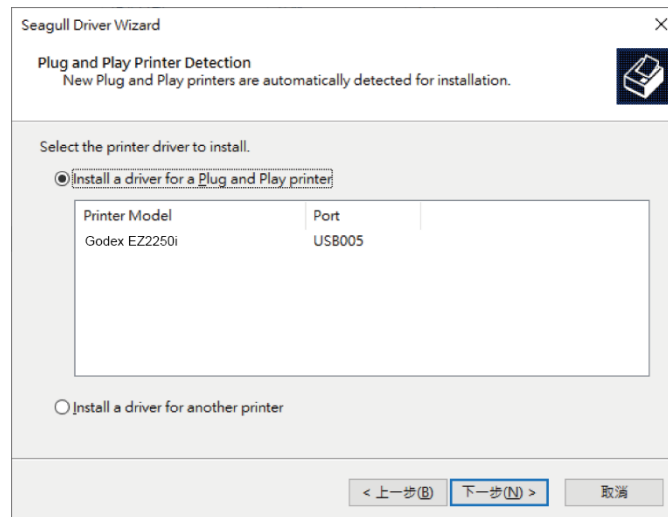 Seagull Driver Wizard
Plug and Play Printer Detection
New Plug and Play printers are automatically detected for installation.
Select the printer driver to install.
Install a driver for a Plug and Play printer
Printer Model Port
Godex EZ2250i USB005
Install a driver for another printer
< 上一步(B) 下一步(N) > 取消